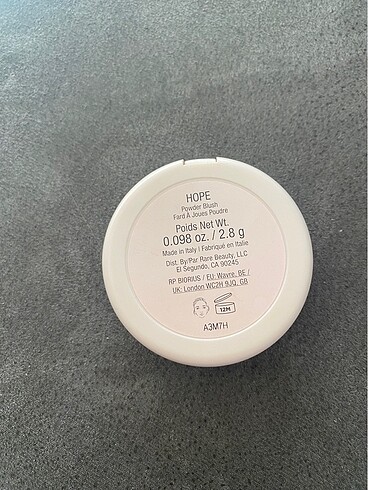 HOPE
Powder Blush
Fard À Joues Poudre
Poids Net Wt.
0.098 oz. / 2.8 g
Made in Italy | Fabriqué en Italie
Dist. By/Par Rare Beauty, LLC
El Segundo, CA 90245
RP BIORIUS / EU: Wavre, BE /
UK: London WC2H 9JQ, GB
12M
A3M7H